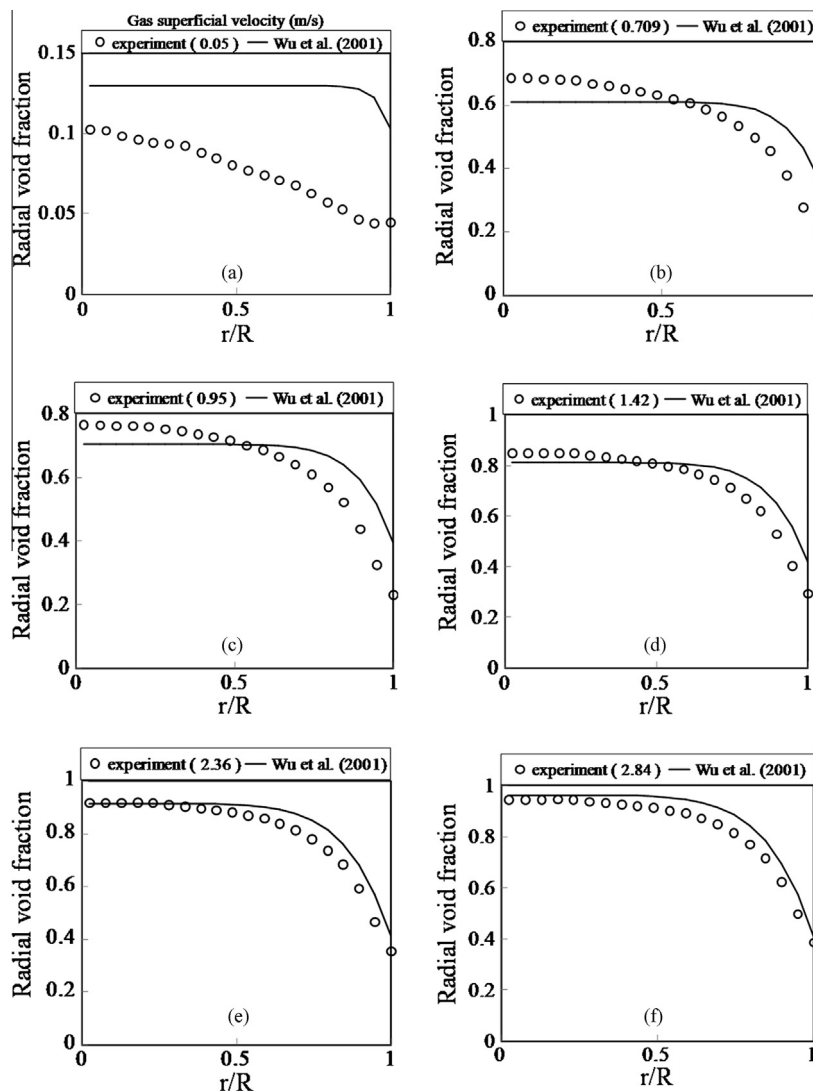 Gas superficial velocity (m/s)
experiment ( 0.05) Wu et al. (2001)
0.15
0.1
0.05
0
Radial void fraction
(a)
0.5
1
r/R
experiment ( 0.709) Wu et al. (2001)
0.8
0.6
0.4
0.2
0
Radial void fraction
(b)
0.5
1
r/R
experiment ( 0.95) Wu et al. (2001)
0.8
0.6
0.4
0.2
0
Radial void fraction
(c)
0
0.5
1
r/R
experiment ( 1.42) Wu et al. (2001)
1
0.8
0.6
0.4
0.2
0
Radial void fraction
(d)
0
0.5
1
r/R
experiment ( 2.36) Wu et al. (2001)
1
0.8
0.6
0.4
0.2
0
Radial void fraction
(e)
0
0.5
1
r/R
experiment ( 2.84) Wu et al. (2001)
1
0.8
0.6
0.4
0.2
0
Radial void fraction
(f)
0
0.5
1
r/R